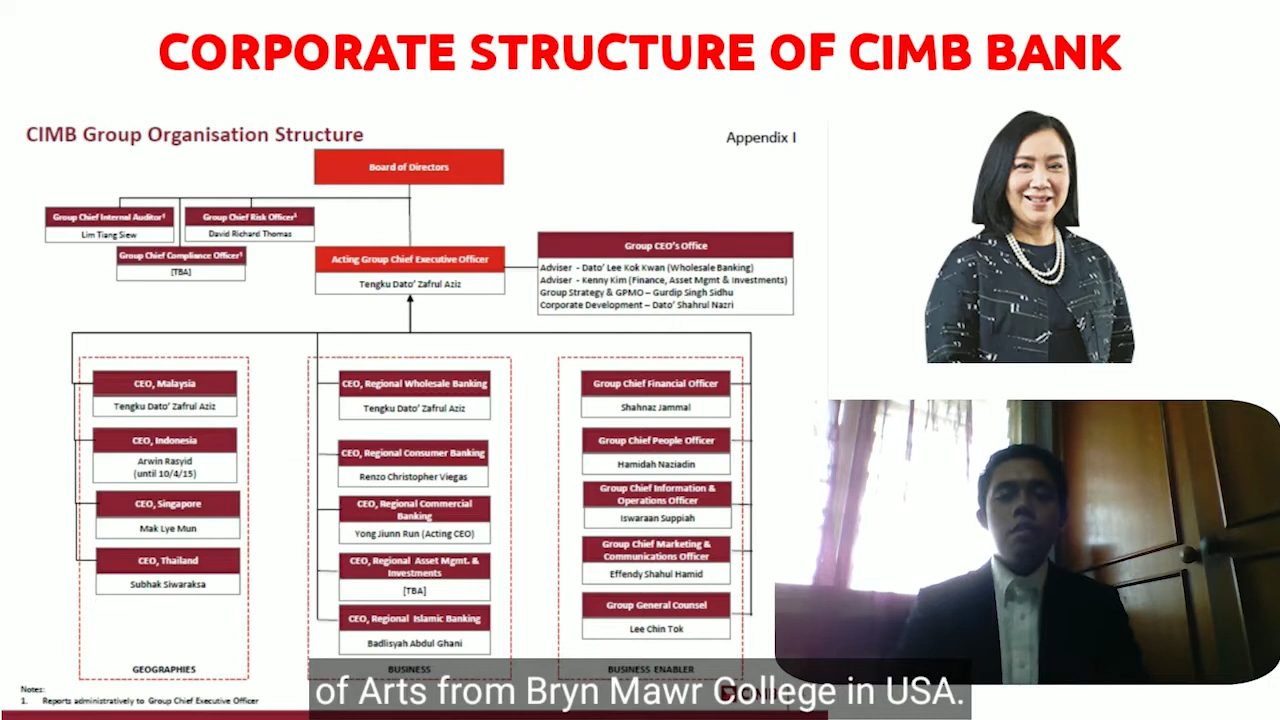 CORPORATE STRUCTURE OF CIMB BANK
CIMB Group Organisation Structure
Appendix I
Board of Directors
Group Chief Internal Auditor¹
Lim Tiang Siew
Group Chief Risk Officer¹
David Richard Thomas
Group Chief Compliance Officer¹
[TBA]
Acting Group Chief Executive Officer
Tengku Dato' Zafrul Aziz
Group CEO's Office
Adviser - Dato' Lee Kok Kwan (Wholesale Banking)
Adviser - Kenny Kim (Finance, Asset Mgmt & Investments)
Group Strategy & GPMO – Gurdip Singh Sidhu
Corporate Development – Dato' Shahrul Nazri
CEO, Malaysia
Tengku Dato' Zafrul Aziz
CEO, Indonesia
Arwin Rasyid
(until 10/4/15)
CEO, Singapore
Mak Lye Mun
CEO, Thailand
Subhak Siwaraksa
GEOGRAPHIES
CEO, Regional Wholesale Banking
Tengku Dato' Zafrul Aziz
CEO, Regional Consumer Banking
Renzo Christopher Viegas
CEO, Regional Commercial
Banking
Yong Jiunn Run (Acting CEO)
CEO, Regional Asset Mgmt. &
Investments
[TBA]
CEO, Regional Islamic Banking
Badlisyah Abdul Ghani
BUSINESS
Group Chief Financial Officer
Shahnaz Jammal
Group Chief People Officer
Hamidah Naziadin
Group Chief Information &
Operations Officer
Iswaraan Suppiah
Group Chief Marketing &
Communications Officer
Effendy Shahul Hamid
Group General Counsel
Lee Chin Tok
BUSINESS ENABLER
Notes:
1. Reports administratively to Group Chief Executive Officer
of Arts from Bryn Mawr College in USA.